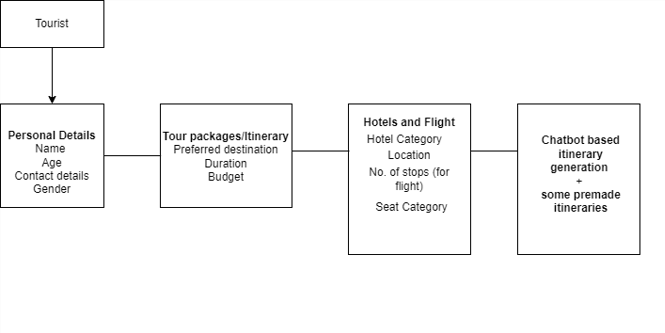 Tourist
Personal Details
Name
Age
Contact details
Gender
Tour packages/Itinerary
Preferred destination
Duration
Budget
Hotels and Flight
Hotel Category
Location
No. of stops (for
flight)
Seat Category
Chatbot based
itinerary
generation
+
some premade
itineraries